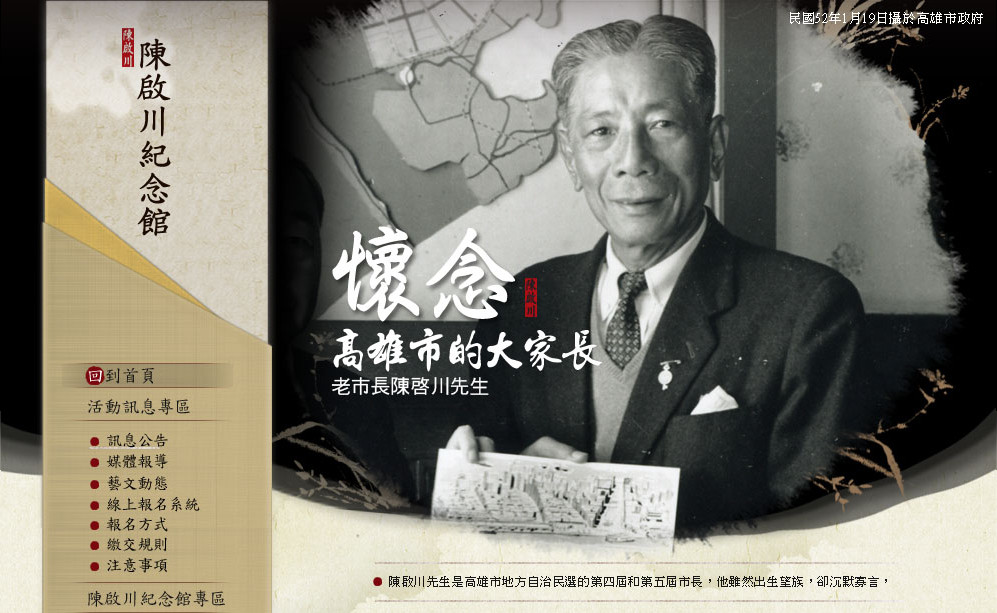 民國52年1月19日攝於高雄市政府
陳啟川
陳啟川紀念館
懷念
陳啟川
高雄市的大家長
老市長陳啓川先生
回到首頁
活動訊息專區
訊息公告
媒體報導
藝文動態
線上報名系統
報名方式
繳交規則
注意事項
陳啟川紀念館專區
陳啟川先生是高雄市地方自治民選的第四屆和第五屆市長，他雖然出生望族，卻沉默寡言，